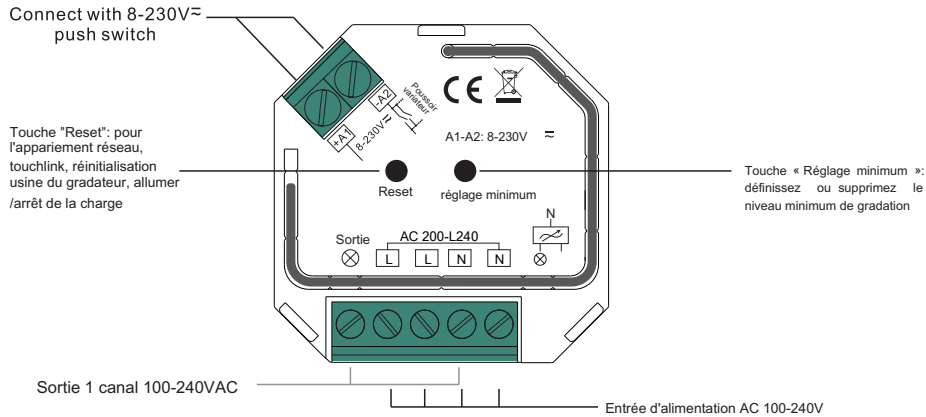 Connect with 8-230V≂
push switch
Touche "Reset": pour
l'appariement réseau,
touchlink, réinitialisation
usine du gradateur, allumer
/arrêt de la charge
+A1
-A2
8-230V≂
Poussoir
variateur
CE
A1-A2: 8-230V ≂
Reset
réglage minimum
Touche « Réglage minimum »:
définissez ou supprimez le
niveau minimum de gradation
Sortie
AC 200-L240
L L N N
N
Sortie 1 canal 100-240VAC
Entrée d'alimentation AC 100-240V